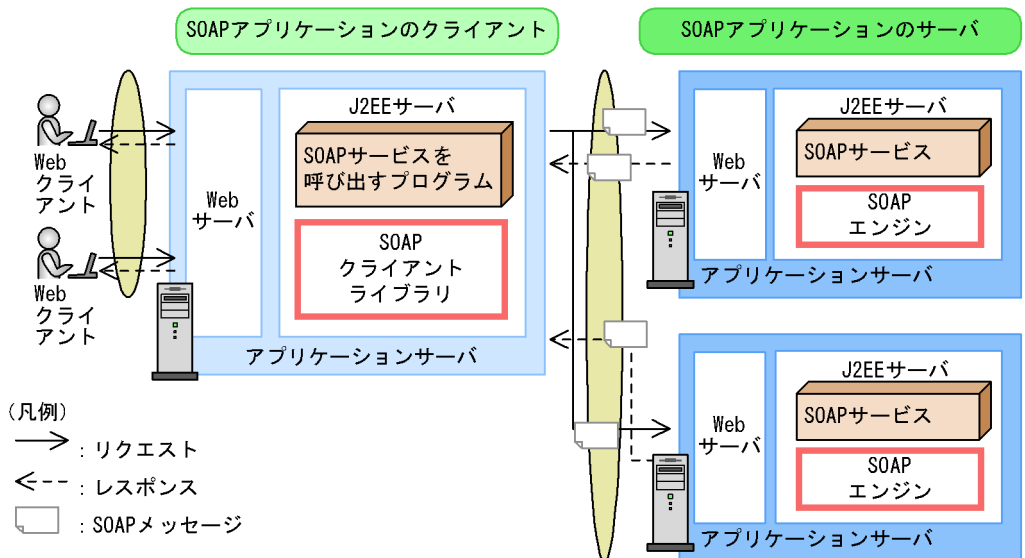 SOAPアプリケーションのクライアント
SOAPアプリケーションのサーバ
Web
クライ
アント
Web
クライ
アント
Web
サーバ
J2EEサーバ
SOAPサービスを
呼び出すプログラム
SOAP
クライアント
ライブラリ
アプリケーションサーバ
Web
サーバ
J2EEサーバ
SOAPサービス
SOAP
エンジン
アプリケーションサーバ
Web
サーバ
J2EEサーバ
SOAPサービス
SOAP
エンジン
アプリケーションサーバ
(凡例)
：リクエスト
：レスポンス
：SOAPメッセージ